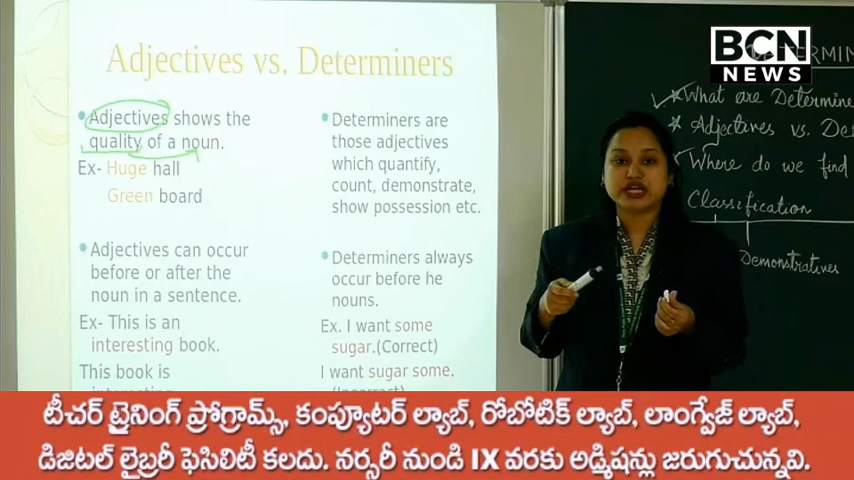 Adjectives vs. Determiners
Adjectives shows the
quality of a noun.
Ex- Huge hall
Green board
Adjectives can occur
before or after the
noun in a sentence.
Ex- This is an
interesting book.
This book is
interesting
Determiners are
those adjectives
which quantify,
count, demonstrate,
show possession etc.
Determiners always
occur before he
nouns.
Ex. I want some
sugar.(Correct)
I want sugar some.
(Incorrect)
BCN
NEWS
What are Determine
Adjectives vs. De
Where do we find
Classification
Demonstratives
టీచర్ ట్రైనింగ్ ప్రోగ్రామ్స్, కంప్యూటర్ ల్యాబ్, రోబోటిక్ ల్యాబ్, లాంగ్వేజ్ ల్యాబ్,
డిజిటల్ లైబ్రరీ ఫెసిలిటీ కలదు. నర్సరీ నుండి IX వరకు అడ్మిషన్లు జరుగుచున్నవి.